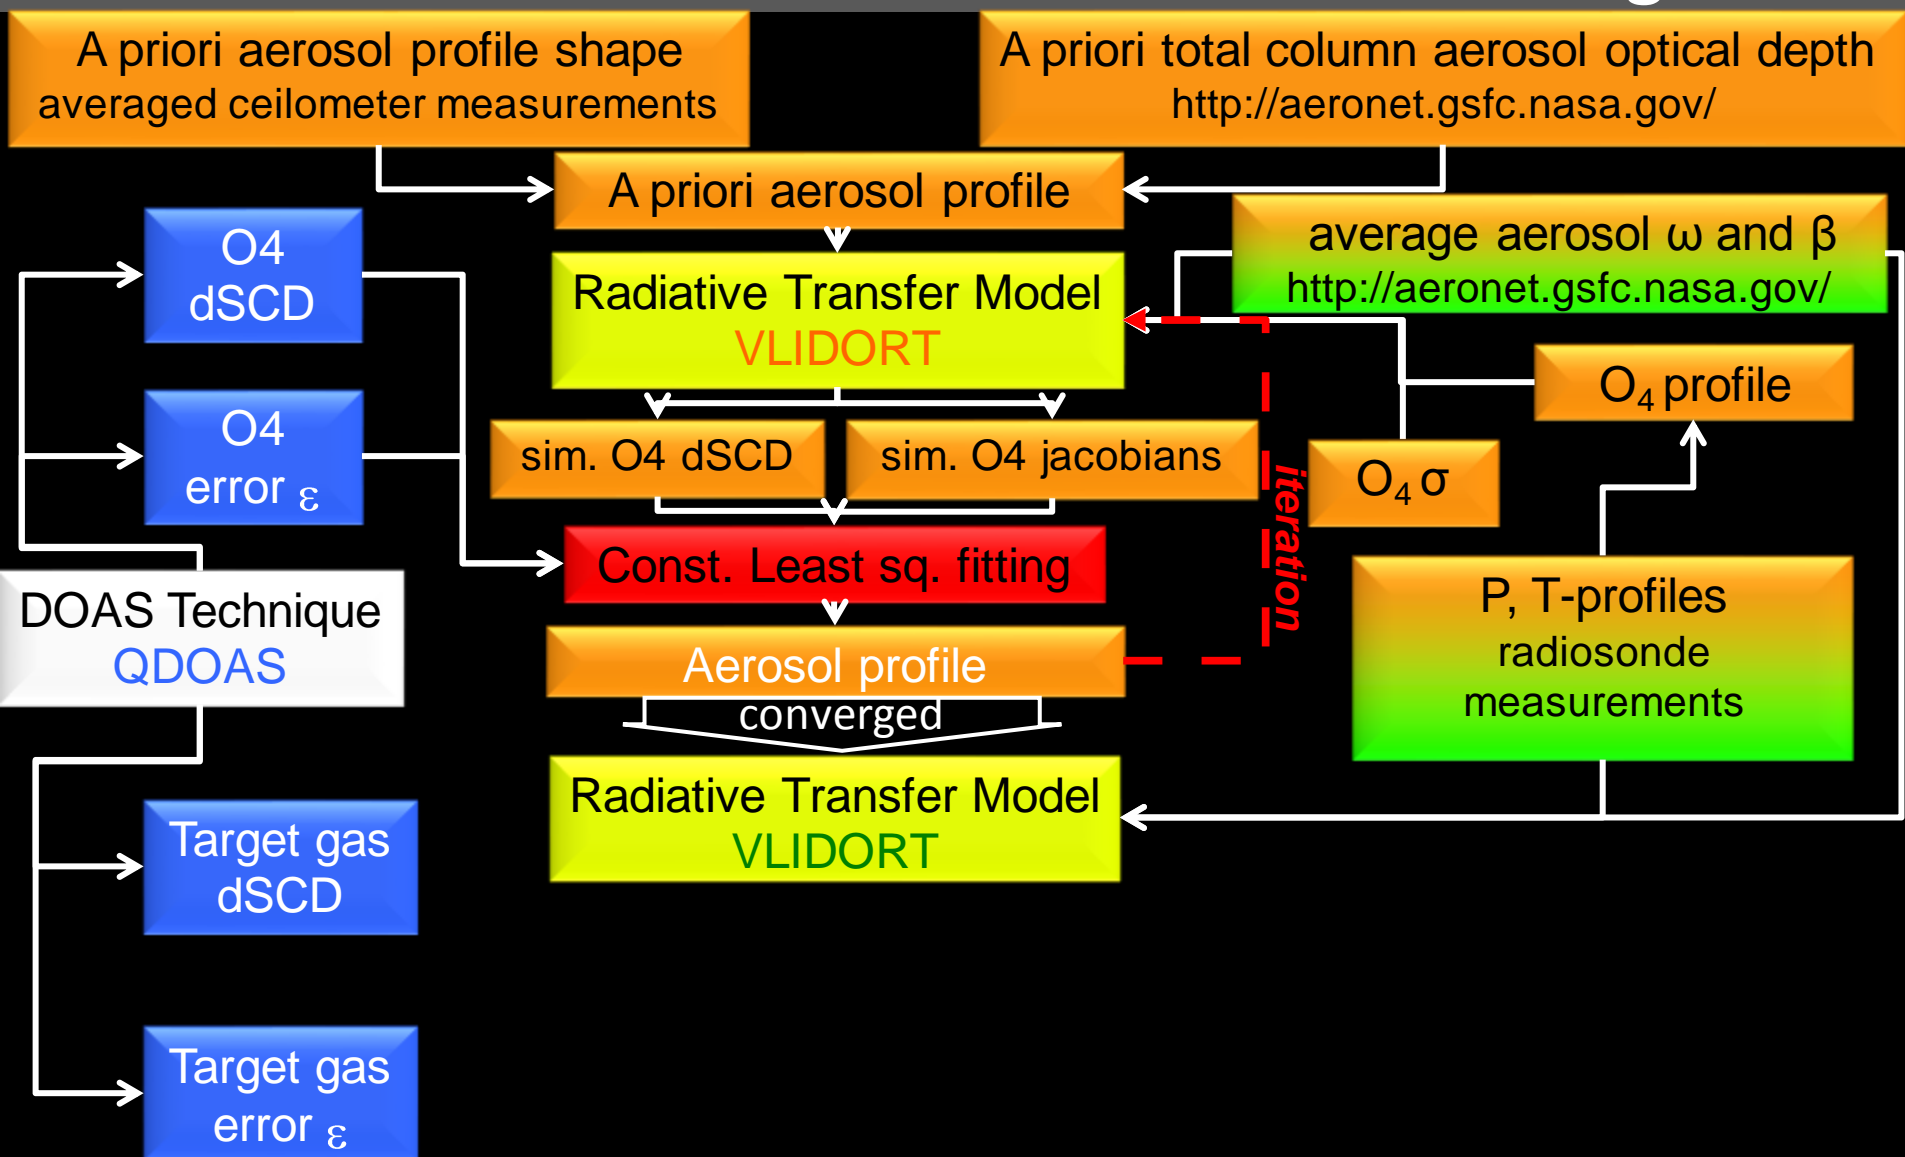 A priori aerosol profile shape
averaged ceilometer measurements
A priori total column aerosol optical depth
http://aeronet.gsfc.nasa.gov/
A priori aerosol profile
average aerosol ω and β
http://aeronet.gsfc.nasa.gov/
O4
dSCD
Radiative Transfer Model
VLIDORT
O₄ profile
O4
error ε
sim. O4 dSCD
sim. O4 jacobians
O₄ σ
iteration
Const. Least sq. fitting
DOAS Technique
QDOAS
P, T-profiles
radiosonde
measurements
Aerosol profile
converged
Radiative Transfer Model
VLIDORT
Target gas
dSCD
Target gas
error ε